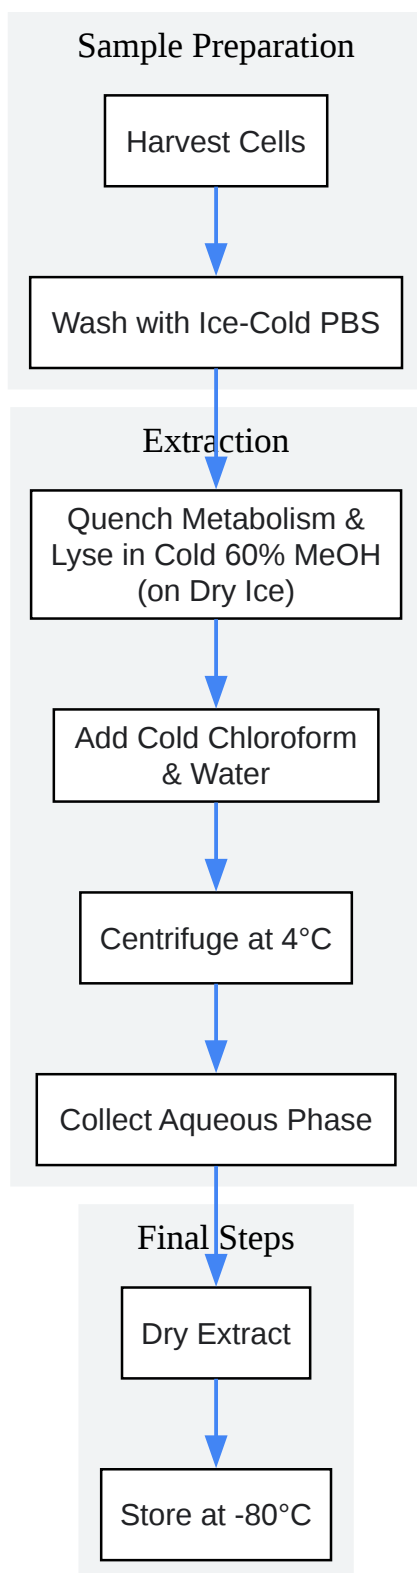 Sample Preparation
Harvest Cells
Wash with Ice-Cold PBS
Extraction
Quench Metabolism &
Lyse in Cold 60% MeOH
(on Dry Ice)
Add Cold Chloroform
& Water
Centrifuge at 4°C
Collect Aqueous Phase
Final Steps
Dry Extract
Store at -80°C